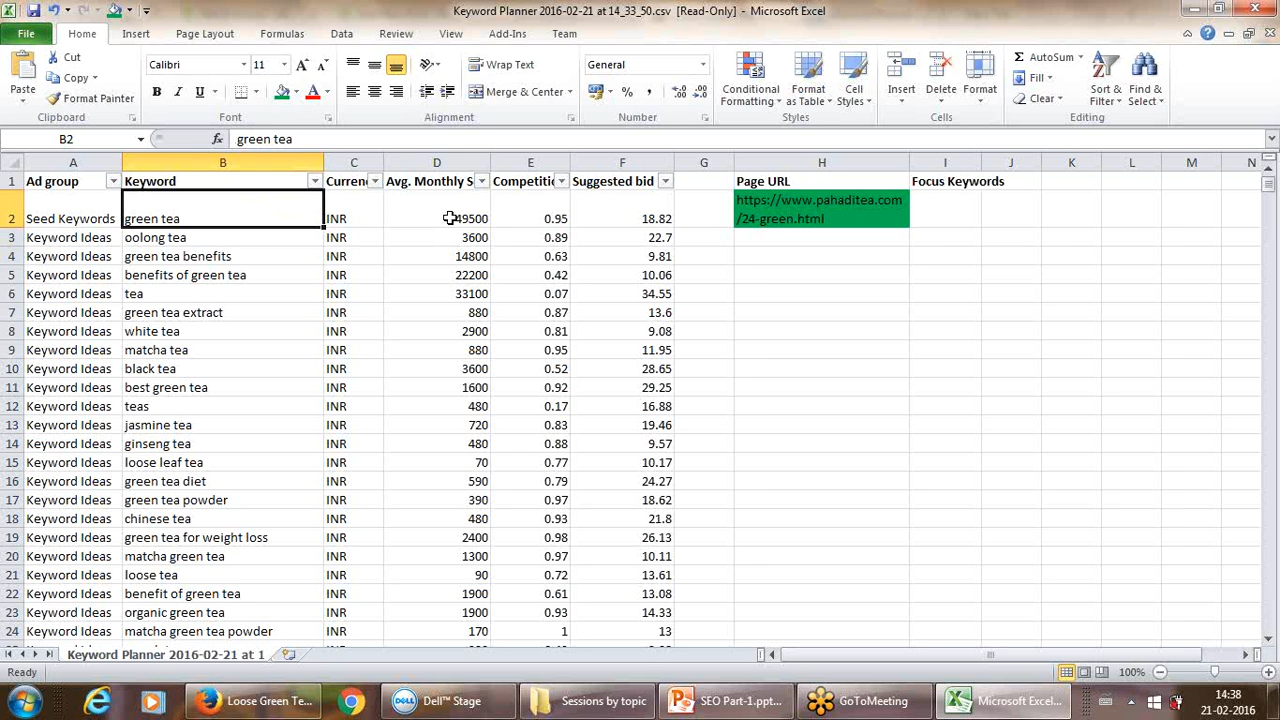 Keyword Planner 2016-02-21 at 14_33_50.csv [Read-Only] - Microsoft Excel
File Home Insert Page Layout Formulas Data Review View Add-Ins Team
Cut
Copy
Format Painter
Paste
Clipboard
Calibri 11
B I U
Font
Wrap Text
Merge & Center
Alignment
General
%
Number
Conditional Formatting
Format as Table
Cell Styles
Styles
Insert Delete Format
Cells
AutoSum
Fill
Clear
Sort & Filter
Find & Select
Editing
B2 fx green tea
A B C D E F G H I J K L M N
1 Ad group Keyword Currenc Avg. Monthly S Competitic Suggested bid Page URL Focus Keywords
2 Seed Keywords green tea INR 49500 0.95 18.82 https://www.pahaditea.com
/24-green.html
3 Keyword Ideas oolong tea INR 3600 0.89 22.7
4 Keyword Ideas green tea benefits INR 14800 0.63 9.81
5 Keyword Ideas benefits of green tea INR 22200 0.42 10.06
6 Keyword Ideas tea INR 33100 0.07 34.55
7 Keyword Ideas green tea extract INR 880 0.87 13.6
8 Keyword Ideas white tea INR 2900 0.81 9.08
9 Keyword Ideas matcha tea INR 880 0.95 11.95
10 Keyword Ideas black tea INR 3600 0.52 28.65
11 Keyword Ideas best green tea INR 1600 0.92 29.25
12 Keyword Ideas teas INR 480 0.17 16.88
13 Keyword Ideas jasmine tea INR 720 0.83 19.46
14 Keyword Ideas ginseng tea INR 480 0.88 9.57
15 Keyword Ideas loose leaf tea INR 70 0.77 10.17
16 Keyword Ideas green tea diet INR 590 0.79 24.27
17 Keyword Ideas green tea powder INR 390 0.97 18.62
18 Keyword Ideas chinese tea INR 480 0.93 21.8
19 Keyword Ideas green tea for weight loss INR 2400 0.98 26.13
20 Keyword Ideas matcha green tea INR 1300 0.97 10.11
21 Keyword Ideas loose tea INR 90 0.72 13.61
22 Keyword Ideas benefit of green tea INR 1900 0.61 13.08
23 Keyword Ideas organic green tea INR 1900 0.93 14.33
24 Keyword Ideas matcha green tea powder INR 170 1 13
Keyword Planner 2016-02-21 at 1
Ready 100%
Loose Green Te... Dell™ Stage Sessions by topic SEO Part-1.ppt... GoToMeeting Microsoft Exce...
14:38
21-02-2016